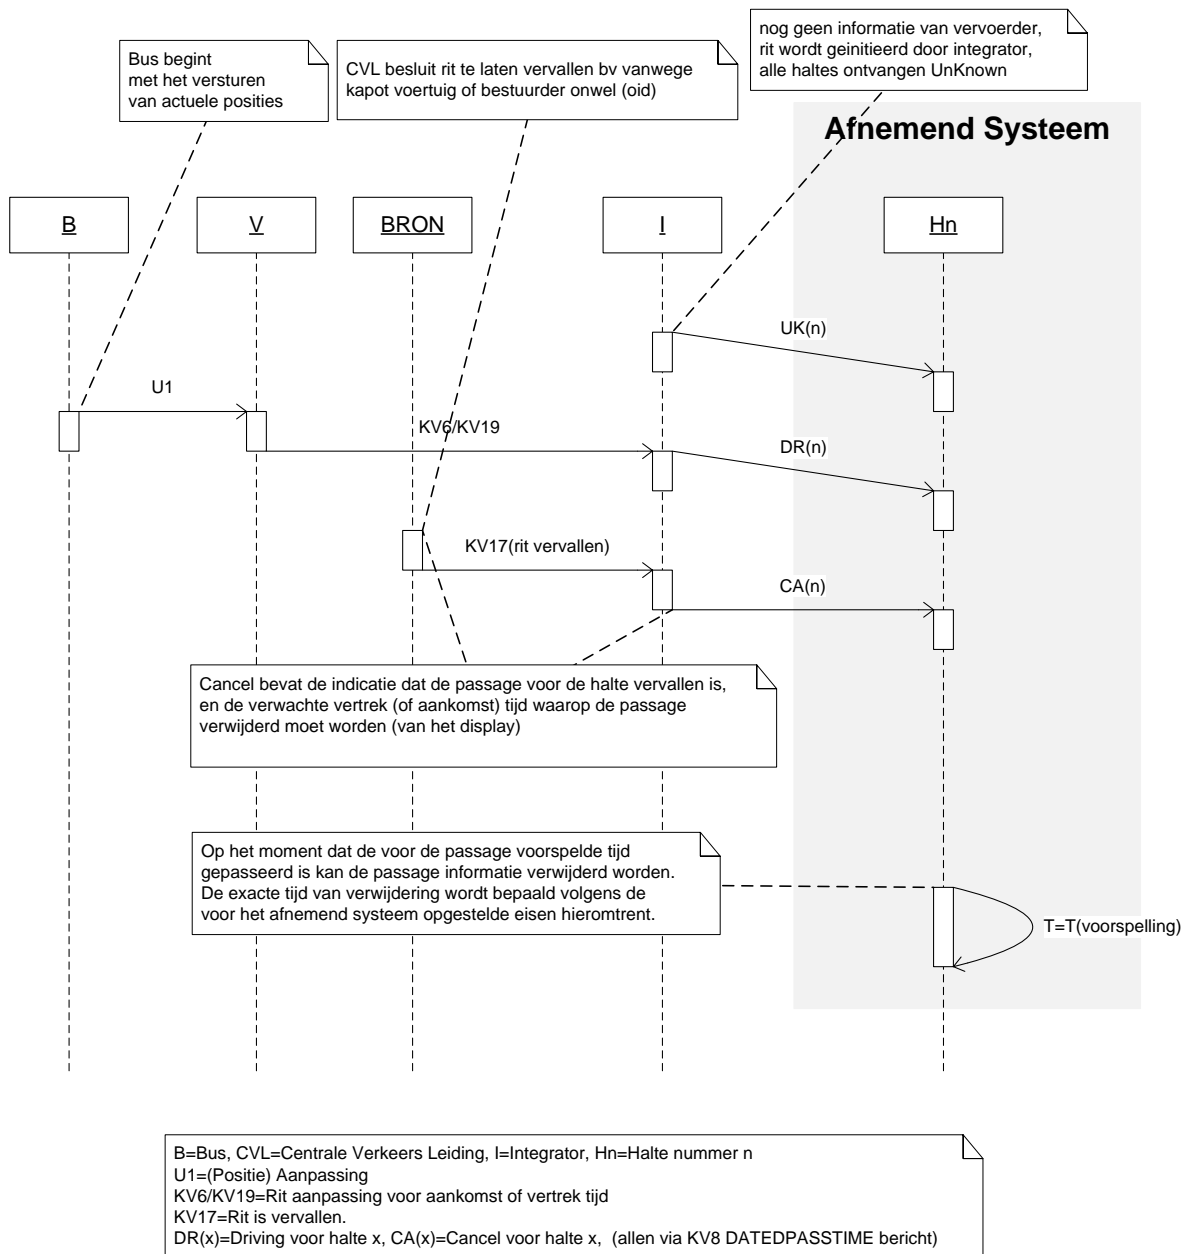 nog geen informatie van vervoerder,
rit wordt geinitieerd door integrator,
alle haltes ontvangen UnKnown
Bus begint
met het versturen
van actuele posities
CVL besluit rit te laten vervallen bv vanwege
kapot voertuig of bestuurder onwel (oid)
Afnemend Systeem
B
V
BRON
I
Hn
UK(n)
U1
KV6/KV19
DR(n)
KV17(rit vervallen)
CA(n)
Cancel bevat de indicatie dat de passage voor de halte vervallen is,
en de verwachte vertrek (of aankomst) tijd waarop de passage
verwijderd moet worden (van het display)
Op het moment dat de voor de passage voorspelde tijd
gepasseerd is kan de passage informatie verwijderd worden.
De exacte tijd van verwijdering wordt bepaald volgens de
voor het afnemend systeem opgestelde eisen hieromtrent.
T=T(voorspelling)
B=Bus, CVL=Centrale Verkeers Leiding, I=Integrator, Hn=Halte nummer n
U1=(Positie) Aanpassing
KV6/KV19=Rit aanpassing voor aankomst of vertrek tijd
KV17=Rit is vervallen.
DR(x)=Driving voor halte x, CA(x)=Cancel voor halte x,  (allen via KV8 DATEDPASSTIME bericht)